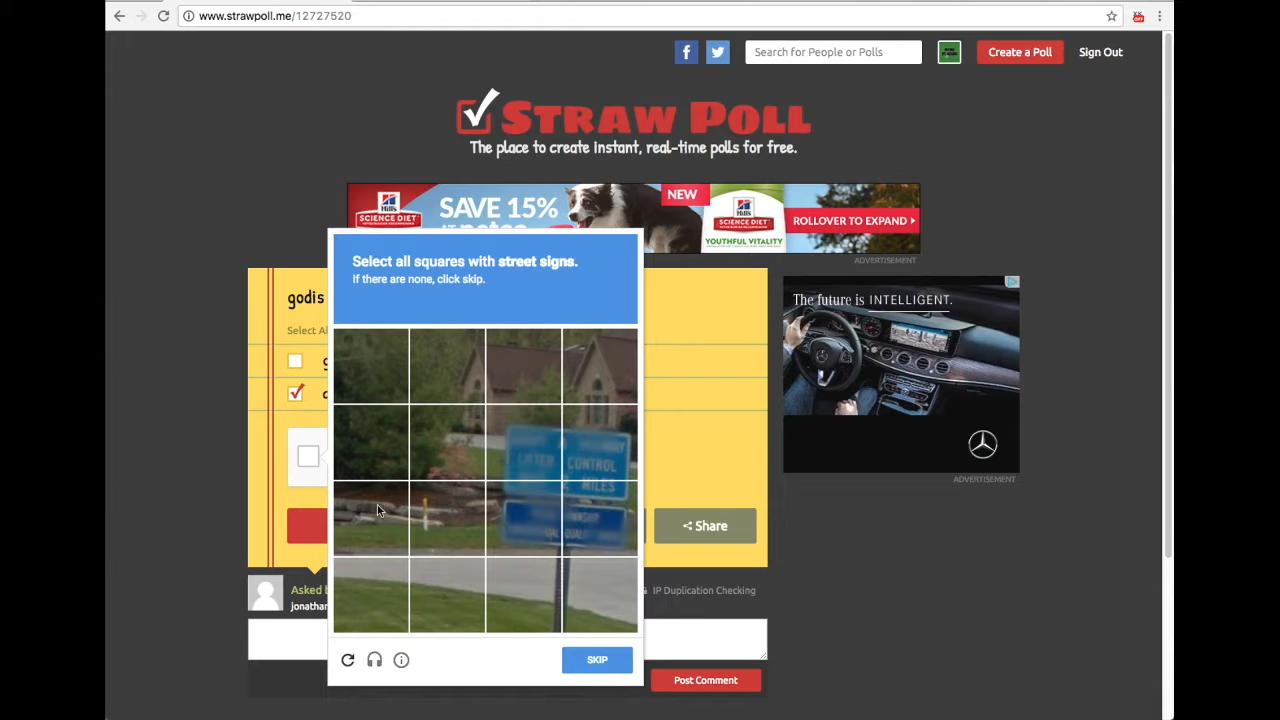 www.strawpoll.me/12727520
Search for People or Polls
Create a Poll
Sign Out
STRAW POLL
The place to create instant, real-time polls for free.
Hill's
SCIENCE DIET
SAVE 15%
NEW
Hill's
SCIENCE DIET
YOUTHFUL VITALITY
ROLLOVER TO EXPAND
ADVERTISEMENT
Select all squares with street signs.
If there are none, click skip.
godis
Select Al
The future is INTELLIGENT.
LITTER CONTROL
MILES
ADVERTISEMENT
Share
Asked b
jonathan
IP Duplication Checking
SKIP
Post Comment